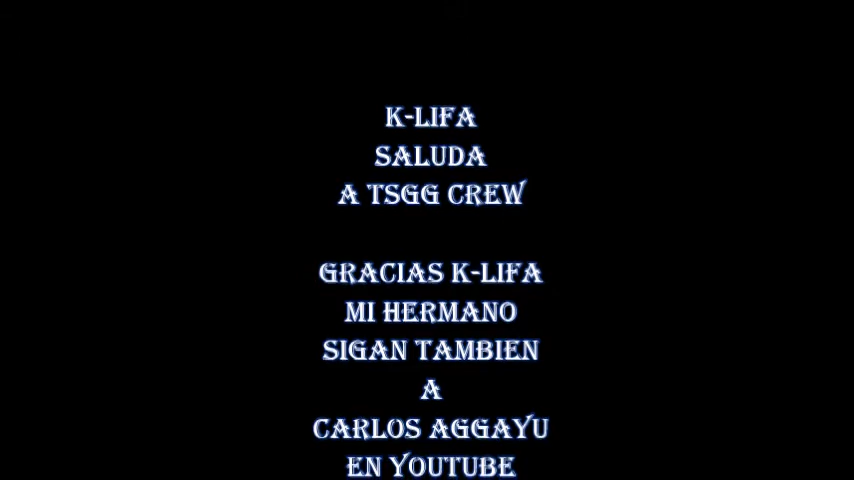 K-LIFA
SALUDA
A TSGG CREW
GRACIAS K-LIFA
MI HERMANO
SIGAN TAMBIEN
A
CARLOS AGGAYU
EN YOUTUBE